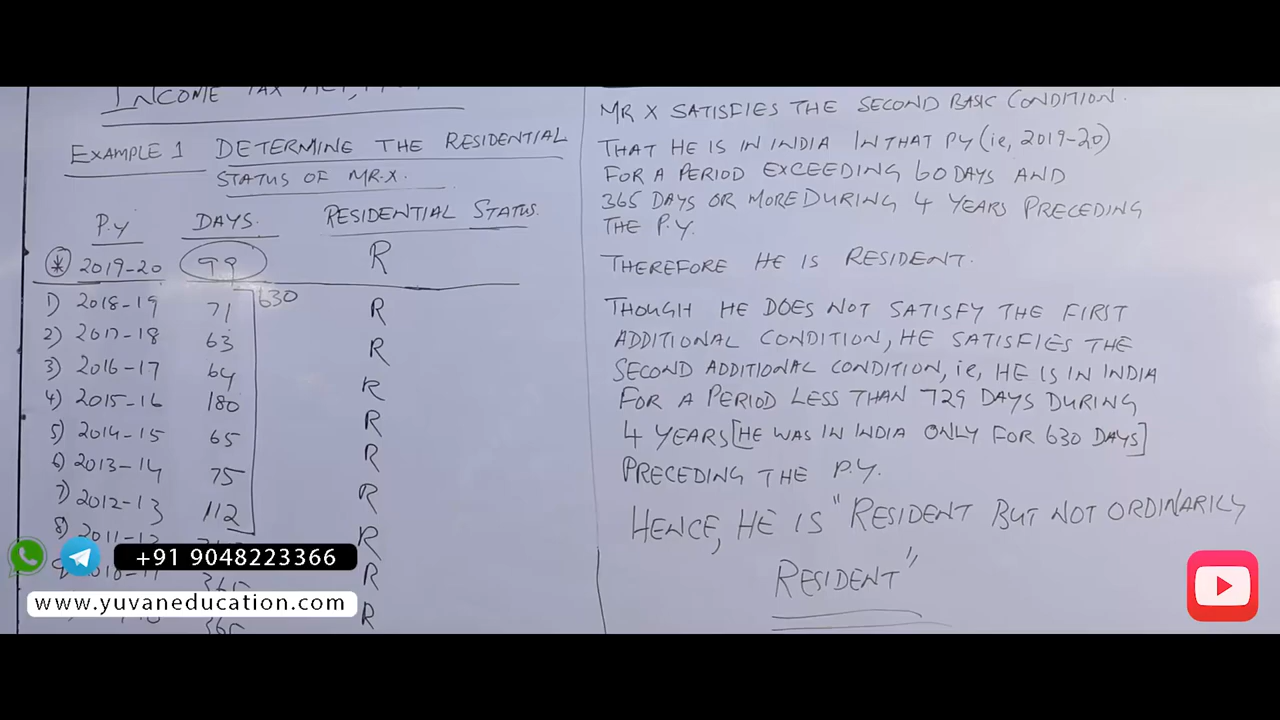 INCOME TAX ACT,
EXAMPLE 1 DETERMINE THE RESIDENTIAL
STATUS OF MR.X.
P.Y DAYS. RESIDENTIAL STATUS.
* 2019-20 99 R
630
1) 2018-19 71 R
2) 2017-18 63 R
3) 2016-17 64 R
4) 2015-16 180 R
5) 2014-15 65 R
6) 2013-14 75 R
7) 2012-13 112 R
8) 2011-12 R
365 R
365 R
MR X SATISFIES THE SECOND BASIC CONDITION.
THAT HE IS IN INDIA IN THAT PY (ie, 2019-20)
FOR A PERIOD EXCEEDING 60 DAYS AND
365 DAYS OR MORE DURING 4 YEARS PRECEDING
THE P.Y.
THEREFORE HE IS RESIDENT.
THOUGH HE DOES NOT SATISFY THE FIRST
ADDITIONAL CONDITION, HE SATISFIES THE
SECOND ADDITIONAL CONDITION, ie, HE IS IN INDIA
FOR A PERIOD LESS THAN 729 DAYS DURING
4 YEARS [HE WAS IN INDIA ONLY FOR 630 DAYS]
PRECEDING THE P.Y.
HENCE, HE IS "RESIDENT BUT NOT ORDINARILY
RESIDENT"
+91 9048223366
www.yuvaneducation.com